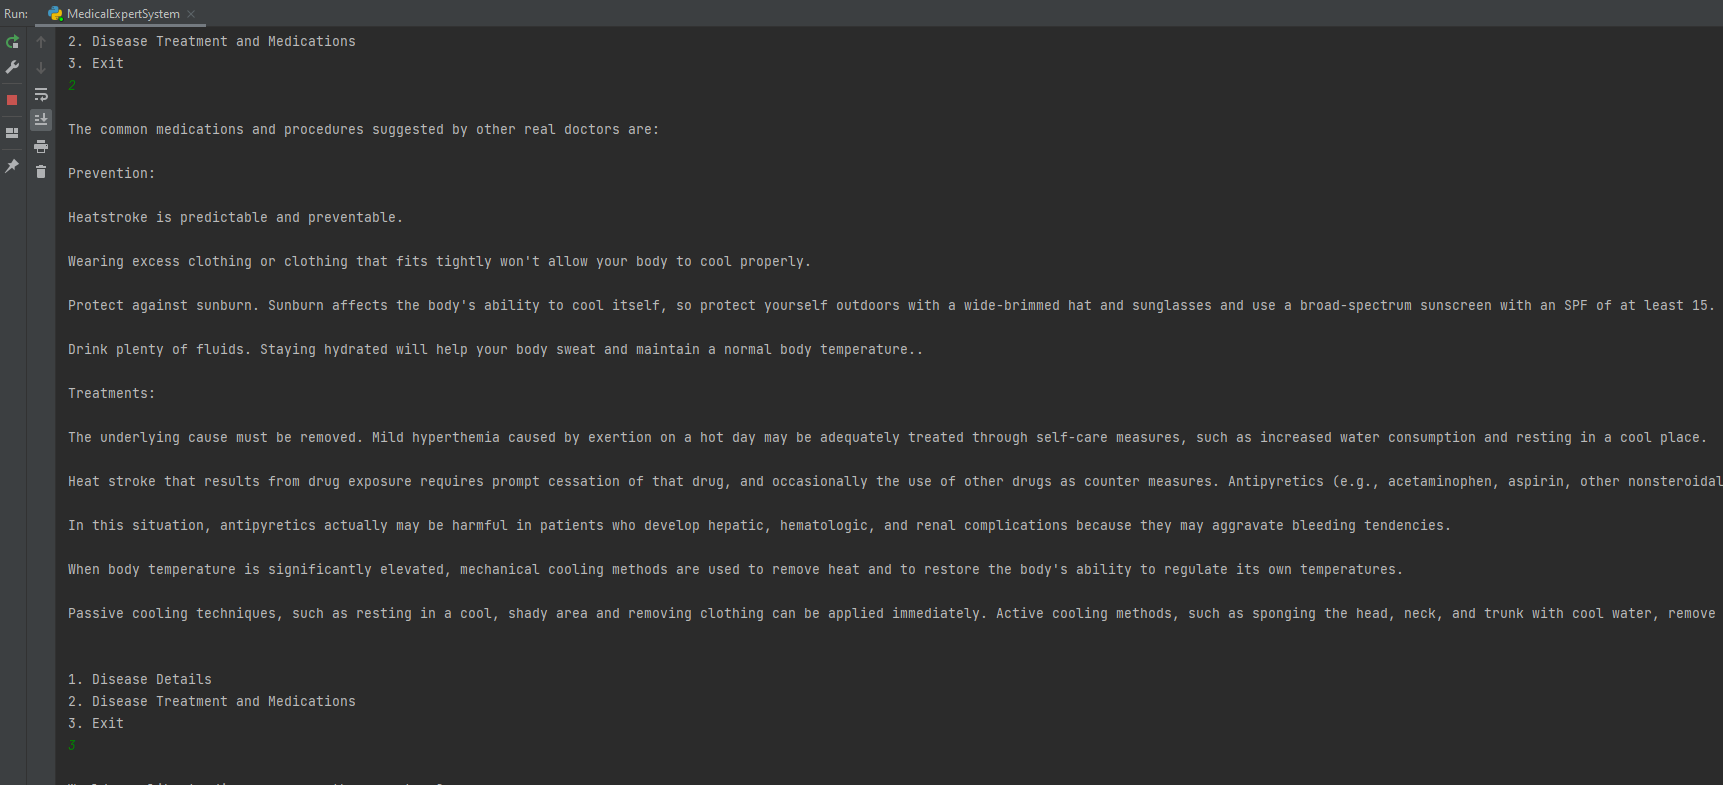 Run: MedicalExpertSystem
2. Disease Treatment and Medications
3. Exit
2
The common medications and procedures suggested by other real doctors are:
Prevention:
Heatstroke is predictable and preventable.
Wearing excess clothing or clothing that fits tightly won't allow your body to cool properly.
Protect against sunburn. Sunburn affects the body's ability to cool itself, so protect yourself outdoors with a wide-brimmed hat and sunglasses and use a broad-spectrum sunscreen with an SPF of at least 15.
Drink plenty of fluids. Staying hydrated will help your body sweat and maintain a normal body temperature..
Treatments:
The underlying cause must be removed. Mild hyperthemia caused by exertion on a hot day may be adequately treated through self-care measures, such as increased water consumption and resting in a cool place.
Heat stroke that results from drug exposure requires prompt cessation of that drug, and occasionally the use of other drugs as counter measures. Antipyretics (e.g., acetaminophen, aspirin, other nonsteroidal
In this situation, antipyretics actually may be harmful in patients who develop hepatic, hematologic, and renal complications because they may aggravate bleeding tendencies.
When body temperature is significantly elevated, mechanical cooling methods are used to remove heat and to restore the body's ability to regulate its own temperatures.
Passive cooling techniques, such as resting in a cool, shady area and removing clothing can be applied immediately. Active cooling methods, such as sponging the head, neck, and trunk with cool water, remove
1. Disease Details
2. Disease Treatment and Medications
3. Exit
3